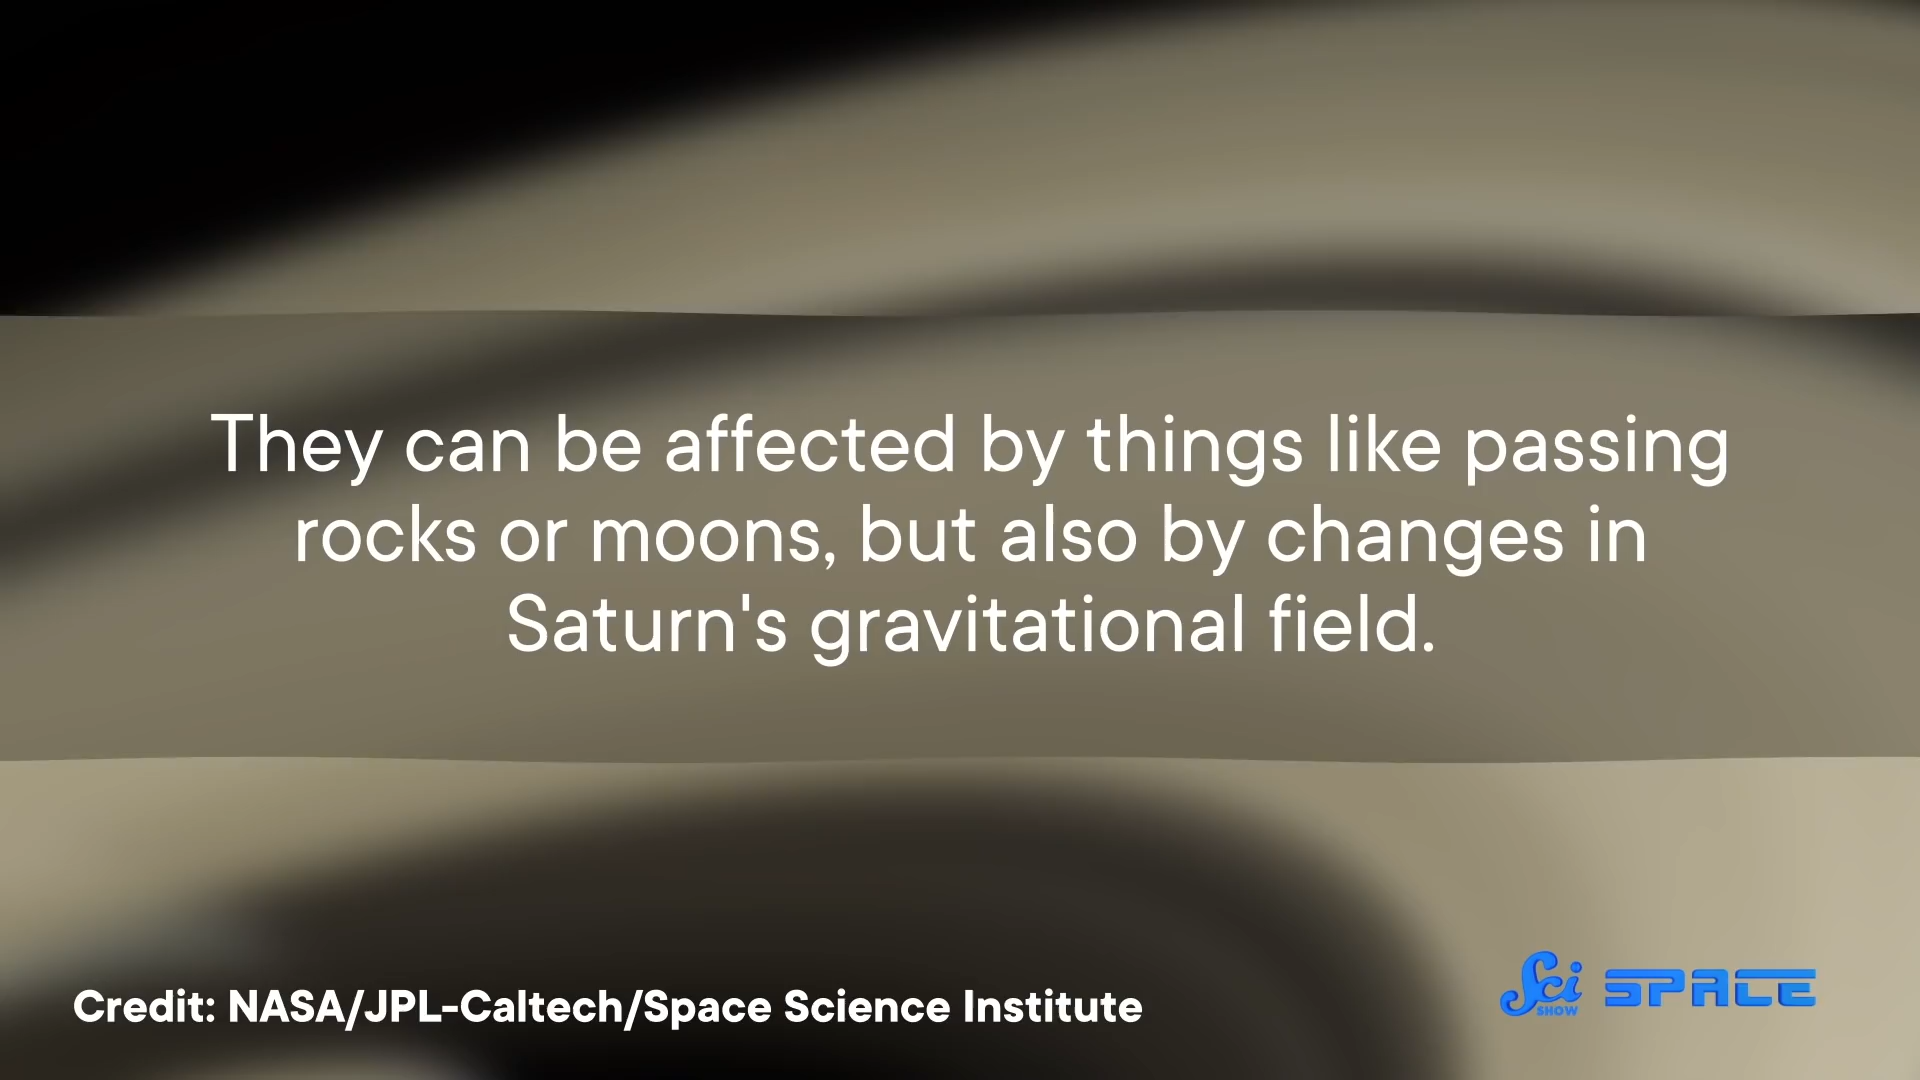 They can be affected by things like passing
rocks or moons, but also by changes in
Saturn's gravitational field.
Credit: NASA/JPL-Caltech/Space Science Institute
Sci SHOW SPACE